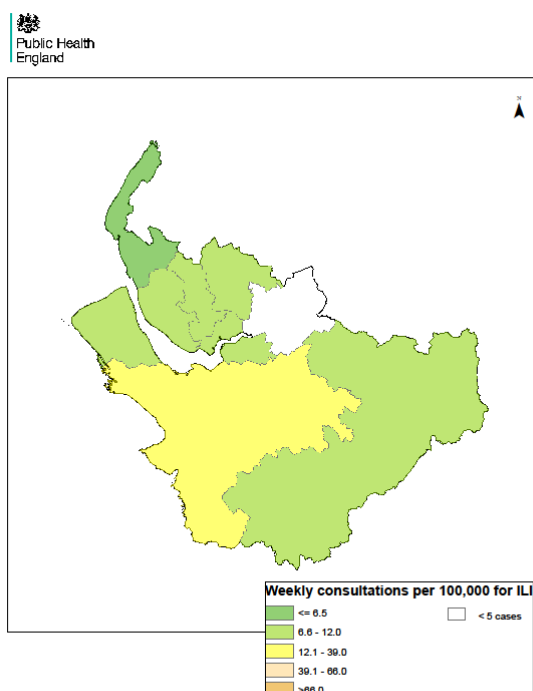 Public Health
England
N
Weekly consultations per 100,000 for ILI
<= 6.5
< 5 cases
6.6 - 12.0
12.1 - 39.0
39.1 - 66.0
>66.0